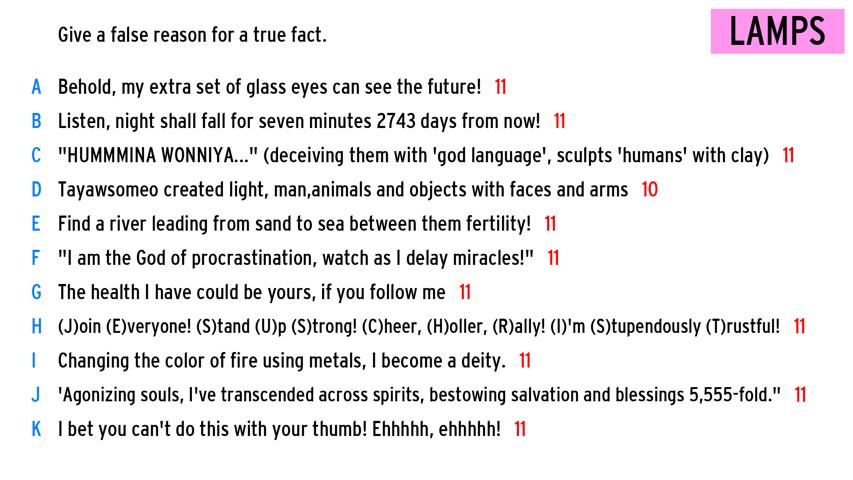 Give a false reason for a true fact.
LAMPS
A Behold, my extra set of glass eyes can see the future! 11
B Listen, night shall fall for seven minutes 2743 days from now! 11
C "HUMMMINA WONNIYA..." (deceiving them with 'god language', sculpts 'humans' with clay) 11
D Tayawsomeo created light, man,animals and objects with faces and arms 10
E Find a river leading from sand to sea between them fertility! 11
F "I am the God of procrastination, watch as I delay miracles!" 11
G The health I have could be yours, if you follow me 11
H (J)oin (E)veryone! (S)tand (U)p (S)trong! (C)heer, (H)oller, (R)ally! (I)'m (S)tupendously (T)rustful! 11
I Changing the color of fire using metals, I become a deity. 11
J 'Agonizing souls, I've transcended across spirits, bestowing salvation and blessings 5,555-fold." 11
K I bet you can't do this with your thumb! Ehhhhh, ehhhhh! 11